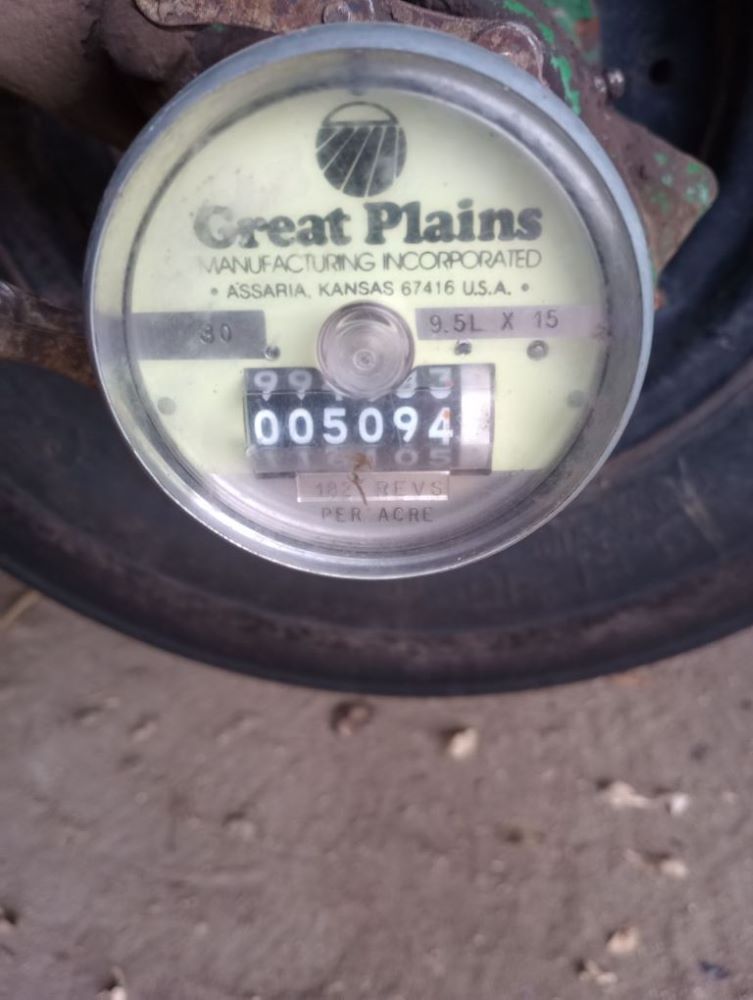 Great Plains
MANUFACTURING INCORPORATED
• ASSARIA, KANSAS 67416 U.S.A. •
30
9.5L X 15
005094
REVS
PER ACRE